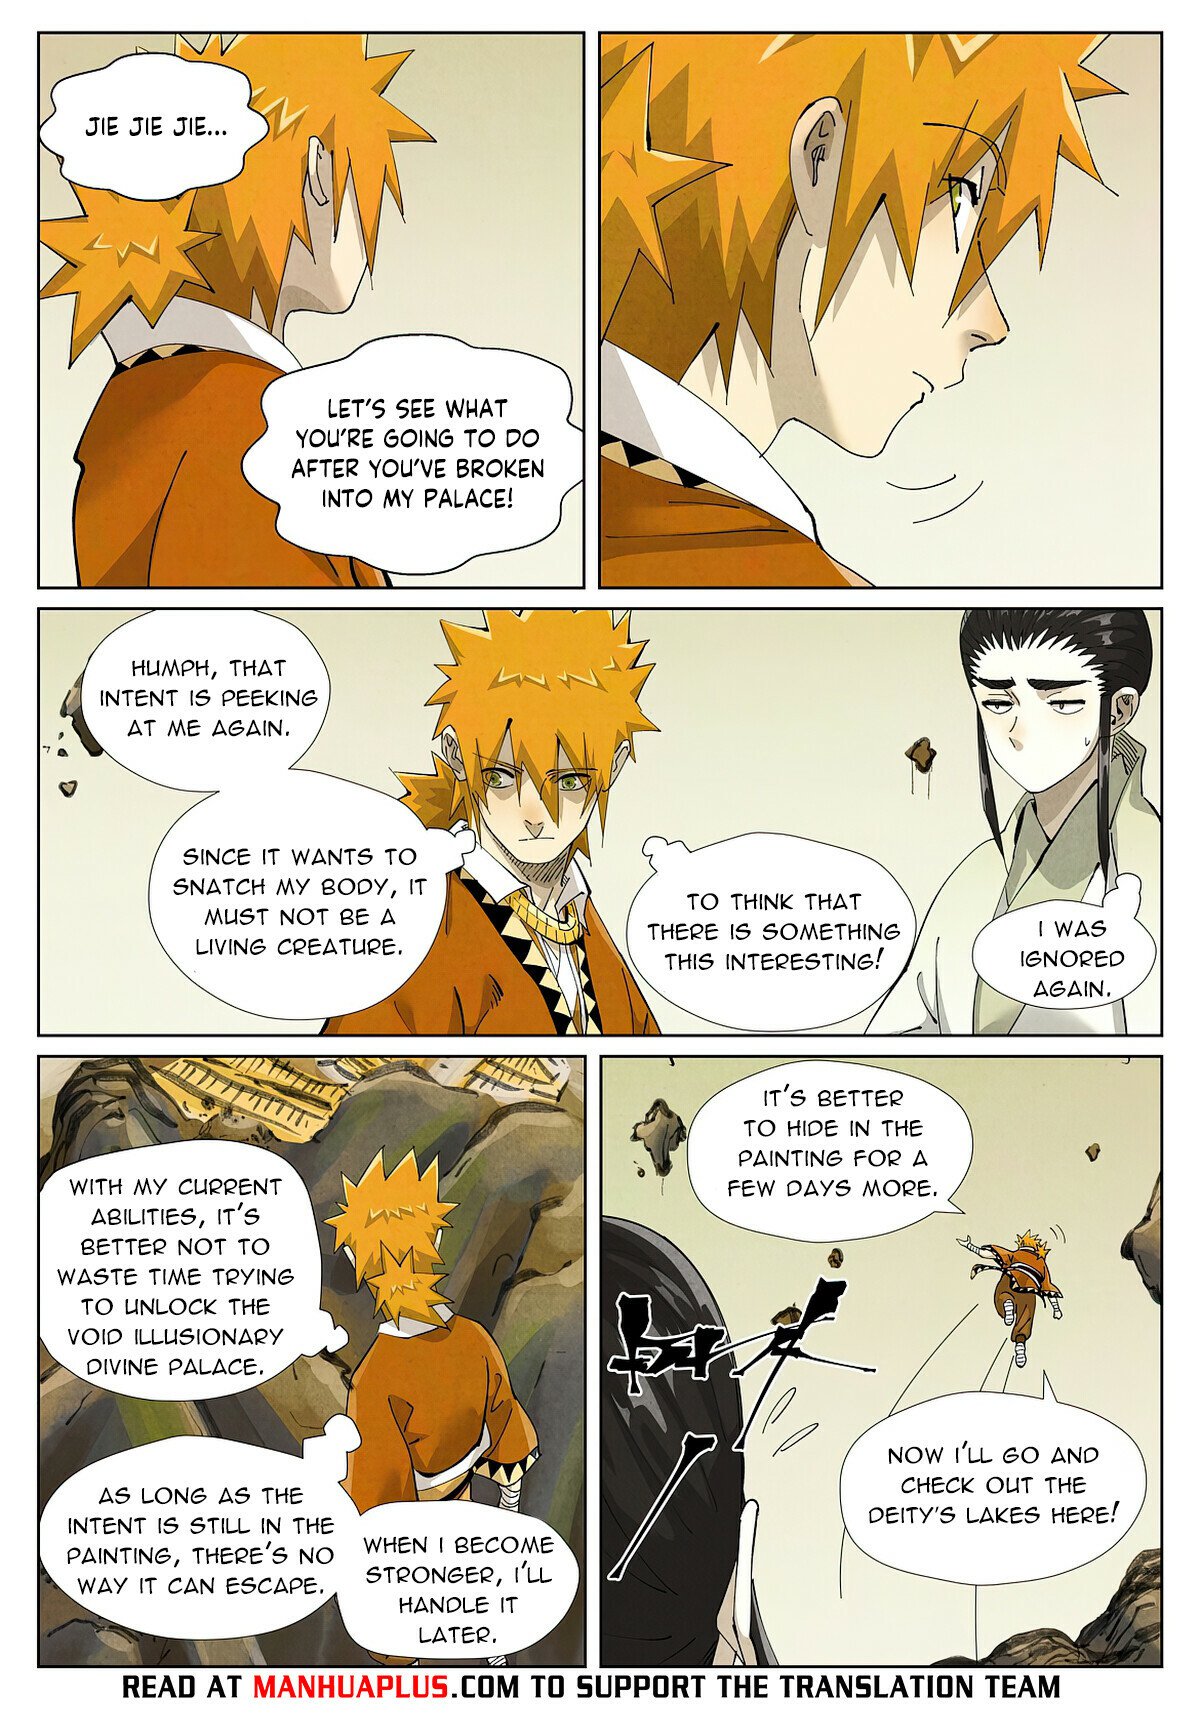 JIE JIE JIE...
LET'S SEE WHAT
YOU'RE GOING TO DO
AFTER YOU'VE BROKEN
INTO MY PALACE!
HUMPH, THAT
INTENT IS PEEKING
AT ME AGAIN.
SINCE IT WANTS TO
SNATCH MY BODY, IT
MUST NOT BE A
LIVING CREATURE.
TO THINK THAT
THERE IS SOMETHING
THIS INTERESTING!
I WAS
IGNORED
AGAIN.
WITH MY CURRENT
ABILITIES, IT'S
BETTER NOT TO
WASTE TIME TRYING
TO UNLOCK THE
VOID ILLUSIONARY
DIVINE PALACE.
AS LONG AS THE
INTENT IS STILL IN THE
PAINTING, THERE'S NO
WAY IT CAN ESCAPE.
WHEN I BECOME
STRONGER, I'LL
HANDLE IT
LATER.
IT'S BETTER
TO HIDE IN THE
PAINTING FOR A
FEW DAYS MORE.
NOW I'LL GO AND
CHECK OUT THE
DEITY'S LAKES HERE!
READ AT MANHUAPLUS.COM TO SUPPORT THE TRANSLATION TEAM